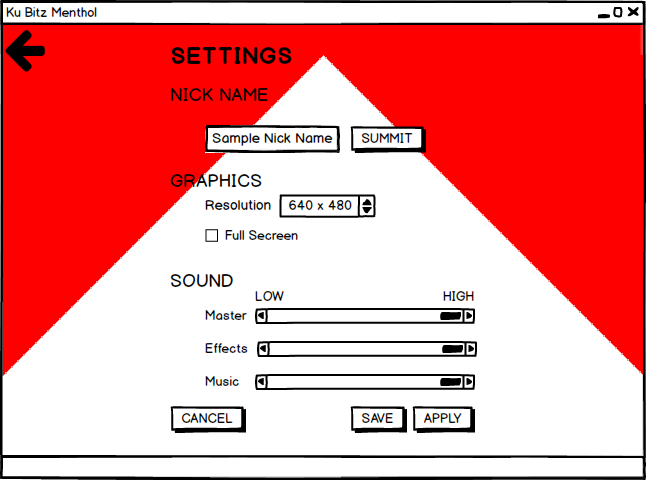 Ku Bitz Menthol
SETTINGS
NICK NAME
Sample Nick Name SUMMIT
GRAPHICS
Resolution 640 x 480
Full Secreen
SOUND
LOW HIGH
Master
Effects
Music
CANCEL SAVE APPLY